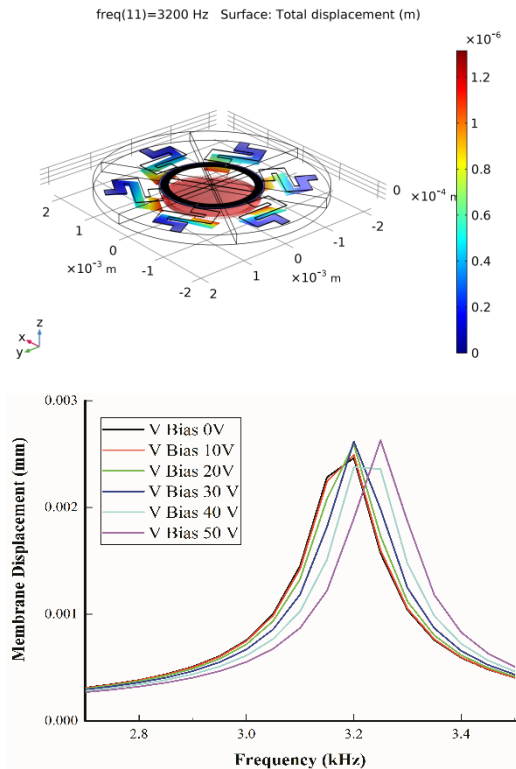 freq(11)=3200 Hz   Surface: Total displacement (m)
×10⁻⁶
1.2
1
0.8
0.6
0.4
0.2
0
0
×10⁻⁴ m
-2
-1
0
1
2
×10⁻³ m
2
1
0
-1
-2
×10⁻³ m
z
x
y
0.003
V Bias 0V
V Bias 10V
V Bias 20V
V Bias 30 V
V Bias 40 V
V Bias 50 V
0.002
0.001
0.000
Membrane Displacement (mm)
2.8
3.0
3.2
3.4
Frequency (kHz)